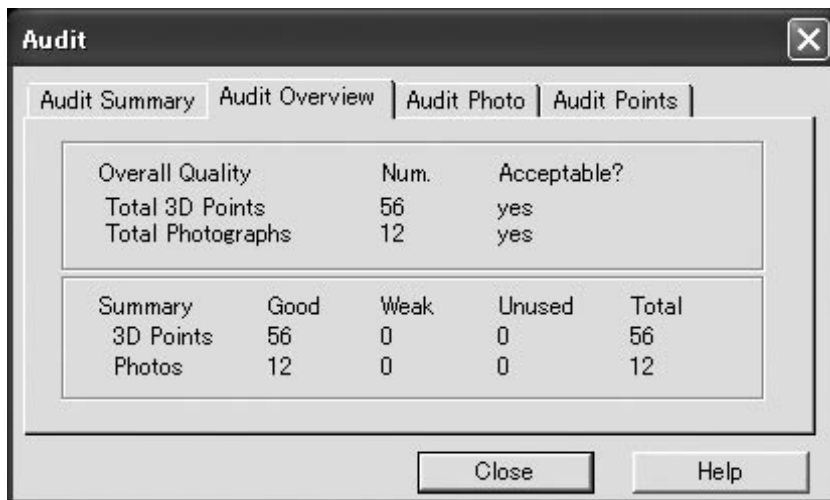 Audit
Audit Summary Audit Overview Audit Photo Audit Points
Overall Quality Num. Acceptable?
Total 3D Points 56 yes
Total Photographs 12 yes
Summary Good Weak Unused Total
3D Points 56 0 0 56
Photos 12 0 0 12
Close Help